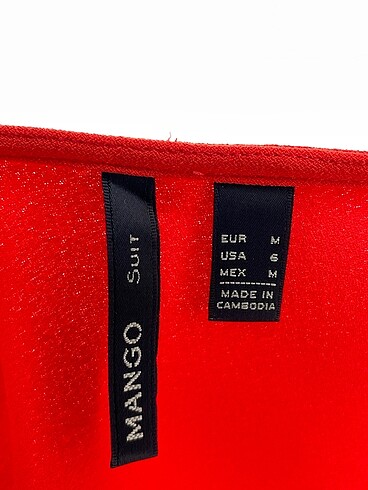 MANGO SUIT
EUR M
USA 6
MEX M
MADE IN
CAMBODIA